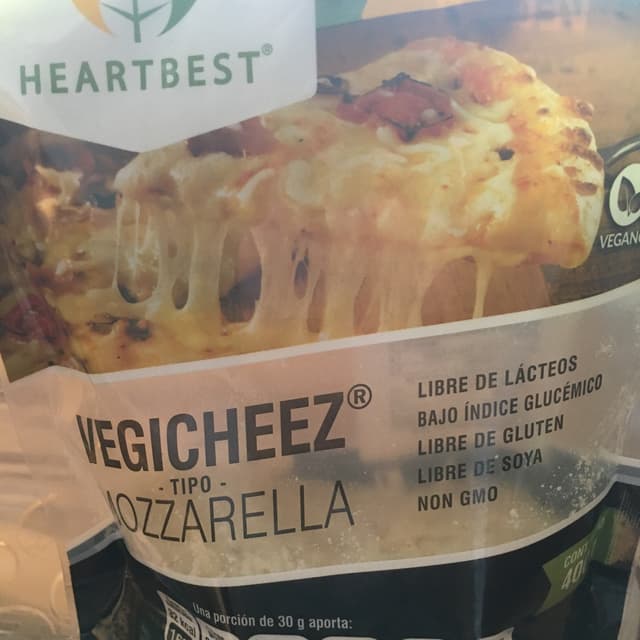 HEARTBEST®
VEGANO
VEGICHEEZ®
- TIPO -
MOZZARELLA
LIBRE DE LÁCTEOS
BAJO ÍNDICE GLUCÉMICO
LIBRE DE GLUTEN
LIBRE DE SOYA
NON GMO
Una porción de 30 g aporta: